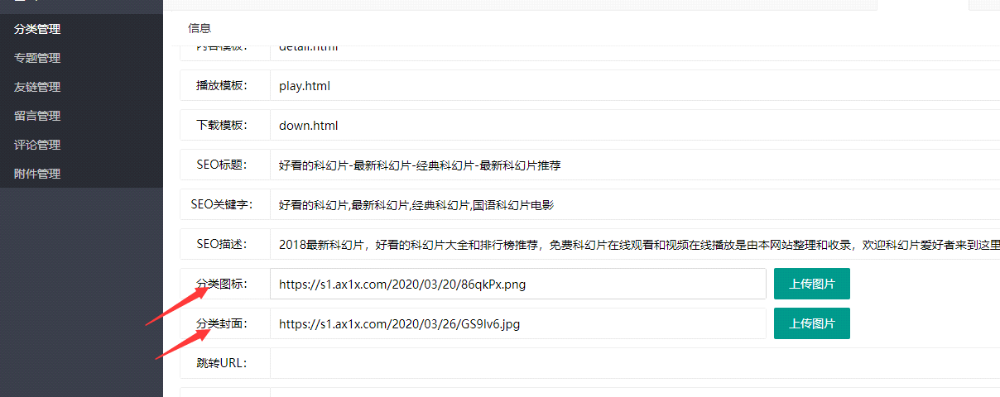 分类管理
专题管理
友链管理
留言管理
评论管理
附件管理
信息
内容模板： detail.html
播放模板： play.html
下载模板： down.html
SEO标题： 好看的科幻片-最新科幻片-经典科幻片-最新科幻片推荐
SEO关键字： 好看的科幻片,最新科幻片,经典科幻片,国语科幻片电影
SEO描述： 2018最新科幻片，好看的科幻片大全和排行榜推荐，免费科幻片在线观看和视频在线播放是由本网站整理和收录，欢迎科幻片爱好者来到这里
分类图标： https://s1.ax1x.com/2020/03/20/86qkPx.png 上传图片
分类封面： https://s1.ax1x.com/2020/03/26/GS9lv6.jpg 上传图片
跳转URL：